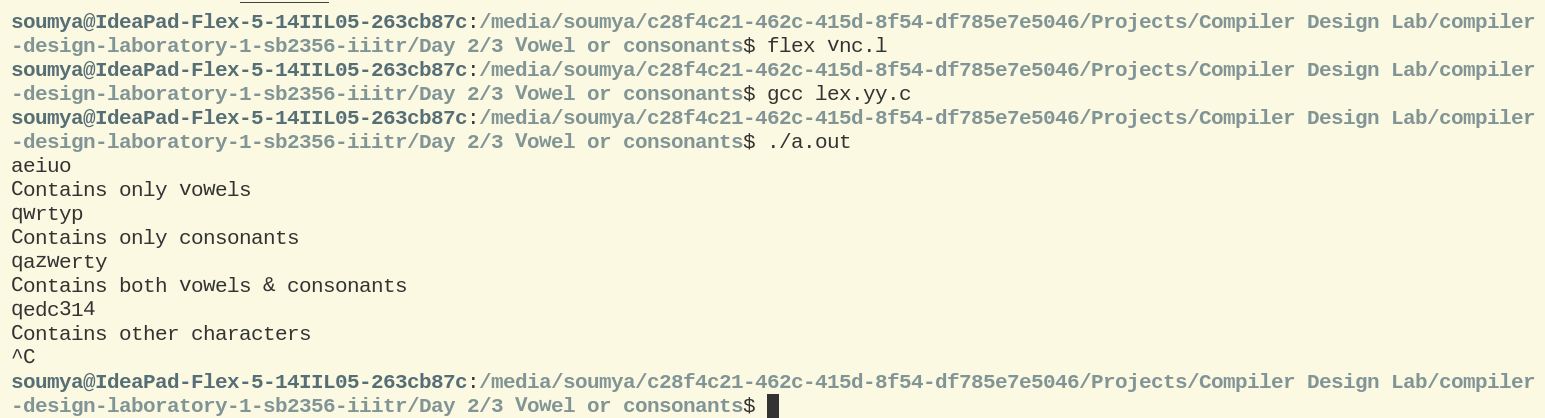 soumya@IdeaPad-Flex-5-14IIL05-263cb87c:/media/soumya/c28f4c21-462c-415d-8f54-df785e7e5046/Projects/Compiler Design Lab/compiler
-design-laboratory-1-sb2356-iiitr/Day 2/3 Vowel or consonants$ flex vnc.l
soumya@IdeaPad-Flex-5-14IIL05-263cb87c:/media/soumya/c28f4c21-462c-415d-8f54-df785e7e5046/Projects/Compiler Design Lab/compiler
-design-laboratory-1-sb2356-iiitr/Day 2/3 Vowel or consonants$ gcc lex.yy.c
soumya@IdeaPad-Flex-5-14IIL05-263cb87c:/media/soumya/c28f4c21-462c-415d-8f54-df785e7e5046/Projects/Compiler Design Lab/compiler
-design-laboratory-1-sb2356-iiitr/Day 2/3 Vowel or consonants$ ./a.out
aeiuo
Contains only vowels
qwrtyp
Contains only consonants
qazwerty
Contains both vowels & consonants
qedc314
Contains other characters
^C
soumya@IdeaPad-Flex-5-14IIL05-263cb87c:/media/soumya/c28f4c21-462c-415d-8f54-df785e7e5046/Projects/Compiler Design Lab/compiler
-design-laboratory-1-sb2356-iiitr/Day 2/3 Vowel or consonants$